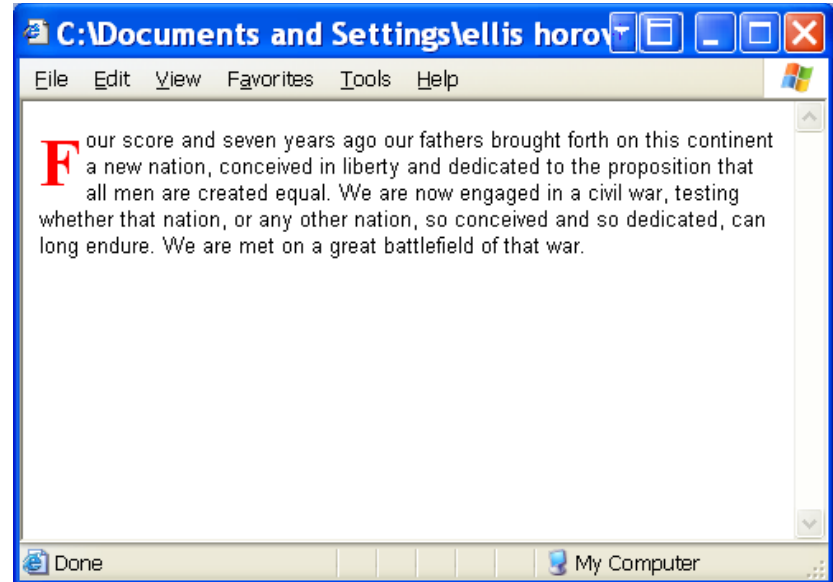 C:\Documents and Settings\ellis horov
File Edit View Favorites Tools Help
Four score and seven years ago our fathers brought forth on this continent
a new nation, conceived in liberty and dedicated to the proposition that
all men are created equal. We are now engaged in a civil war, testing
whether that nation, or any other nation, so conceived and so dedicated, can
long endure. We are met on a great battlefield of that war.
Done My Computer